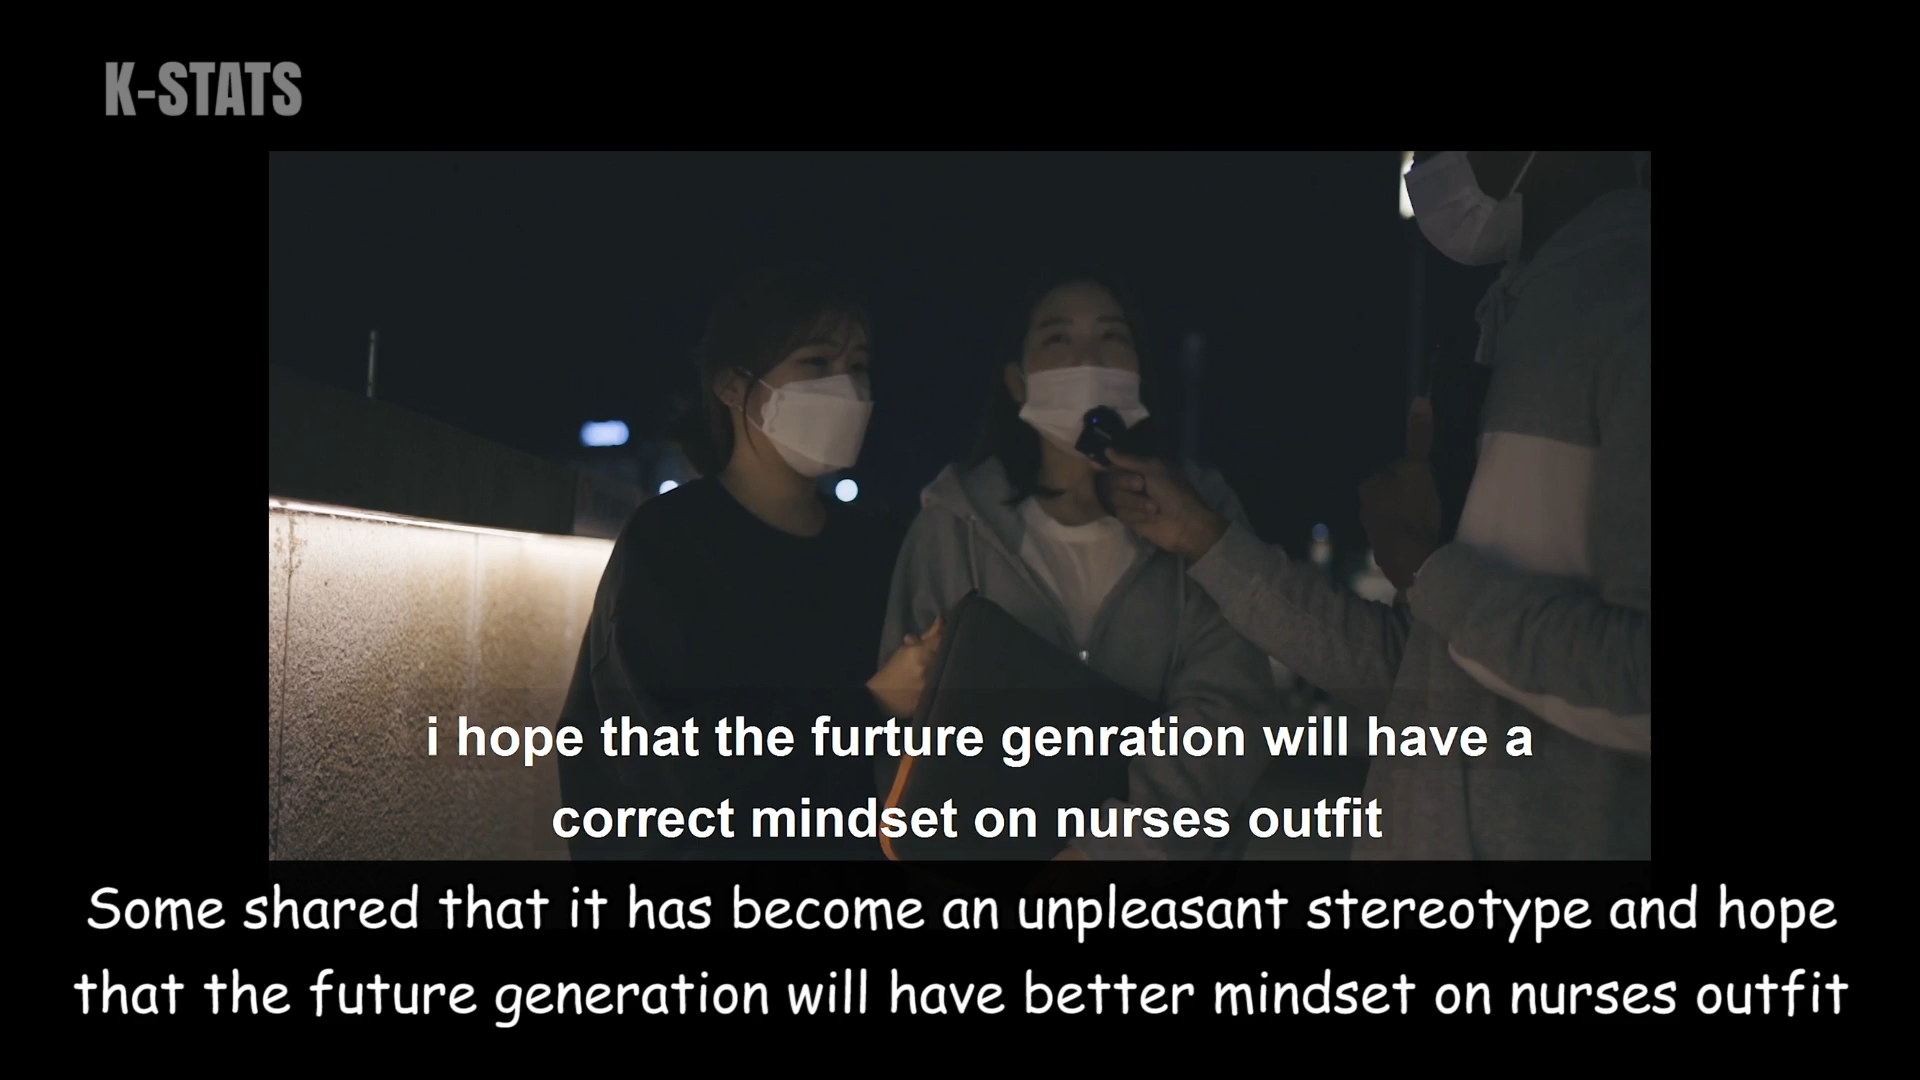 K-STATS
i hope that the furture genration will have a
correct mindset on nurses outfit
Some shared that it has become an unpleasant stereotype and hope
that the future generation will have better mindset on nurses outfit